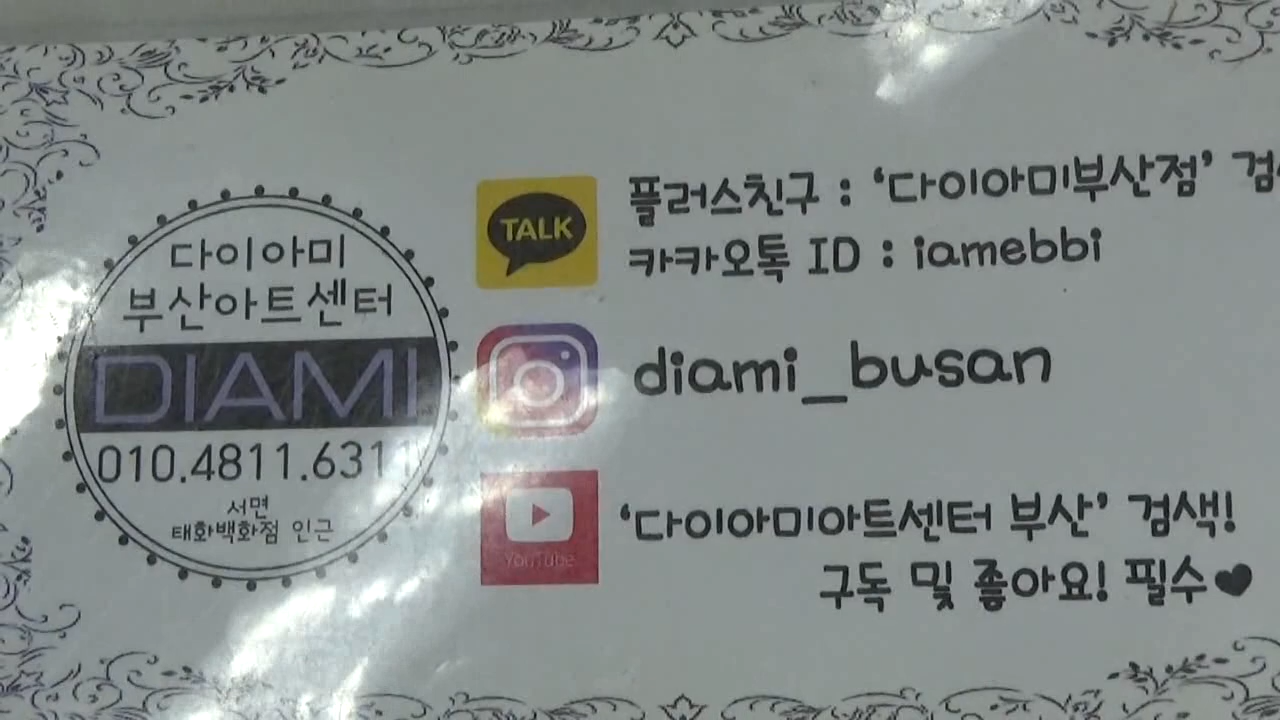 다이아미
부산아트센터
DIAMI
010.4811.6311
서면
태화백화점 인근
TALK
플러스친구 : ‘다이아미부산점’
카카오톡 ID : iamebbi
diami_busan
YouTube
‘다이아미아트센터 부산’ 검색!
구독 및 좋아요! 필수♥